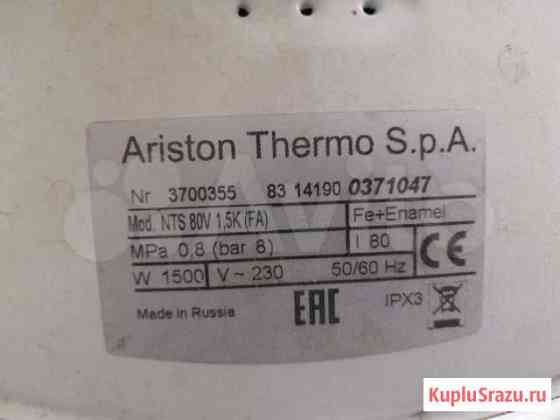 Ariston Thermo S.p.A.
Nr 3700355 83 14190 0371047
Mod. NTS 80V 1,5K (FA) Fe+Enamel
MPa 0,8 (bar 8) l 80
W 1500 V ~ 230 50/60 Hz
CE
Made in Russia EAC IPX3
Avito
KupluSrazu.ru